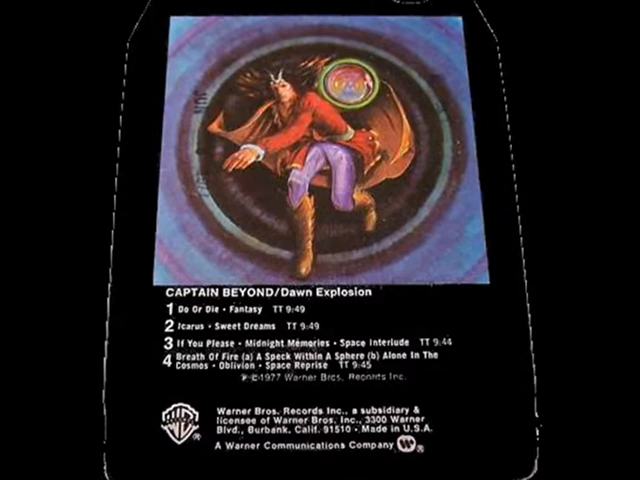 CAPTAIN BEYOND/Dawn Explosion
1 Do Or Die • Fantasy TT 9:49
2 Icarus • Sweet Dreams TT 9:49
3 If You Please • Midnight Memories • Space Interlude TT 9:44
4 Breath Of Fire (a) A Speck Within A Sphere (b) Alone In The
Cosmos • Oblivion • Space Reprise TT 9:45
℗ © 1977 Warner Bros. Records Inc.
Warner Bros. Records Inc., a subsidiary &
licensee of Warner Bros. Inc., 3300 Warner
Blvd., Burbank, Calif. 91510 • Made in U.S.A.
A Warner Communications Company